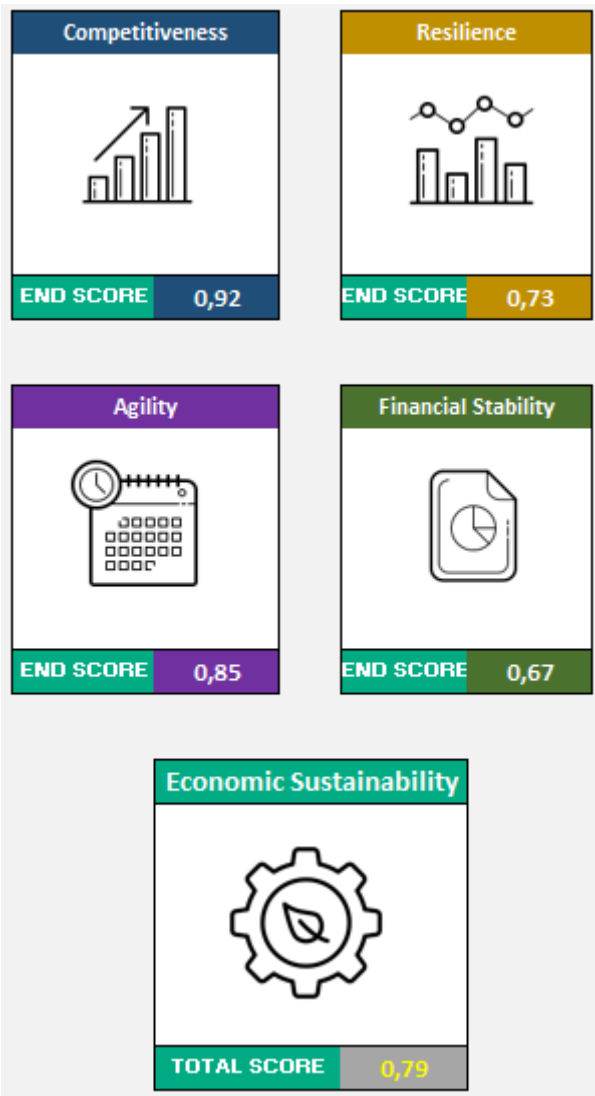 Competitiveness
Resilience
END SCORE 0,92
END SCORE 0,73
Agility
Financial Stability
END SCORE 0,85
END SCORE 0,67
Economic Sustainability
TOTAL SCORE 0,79